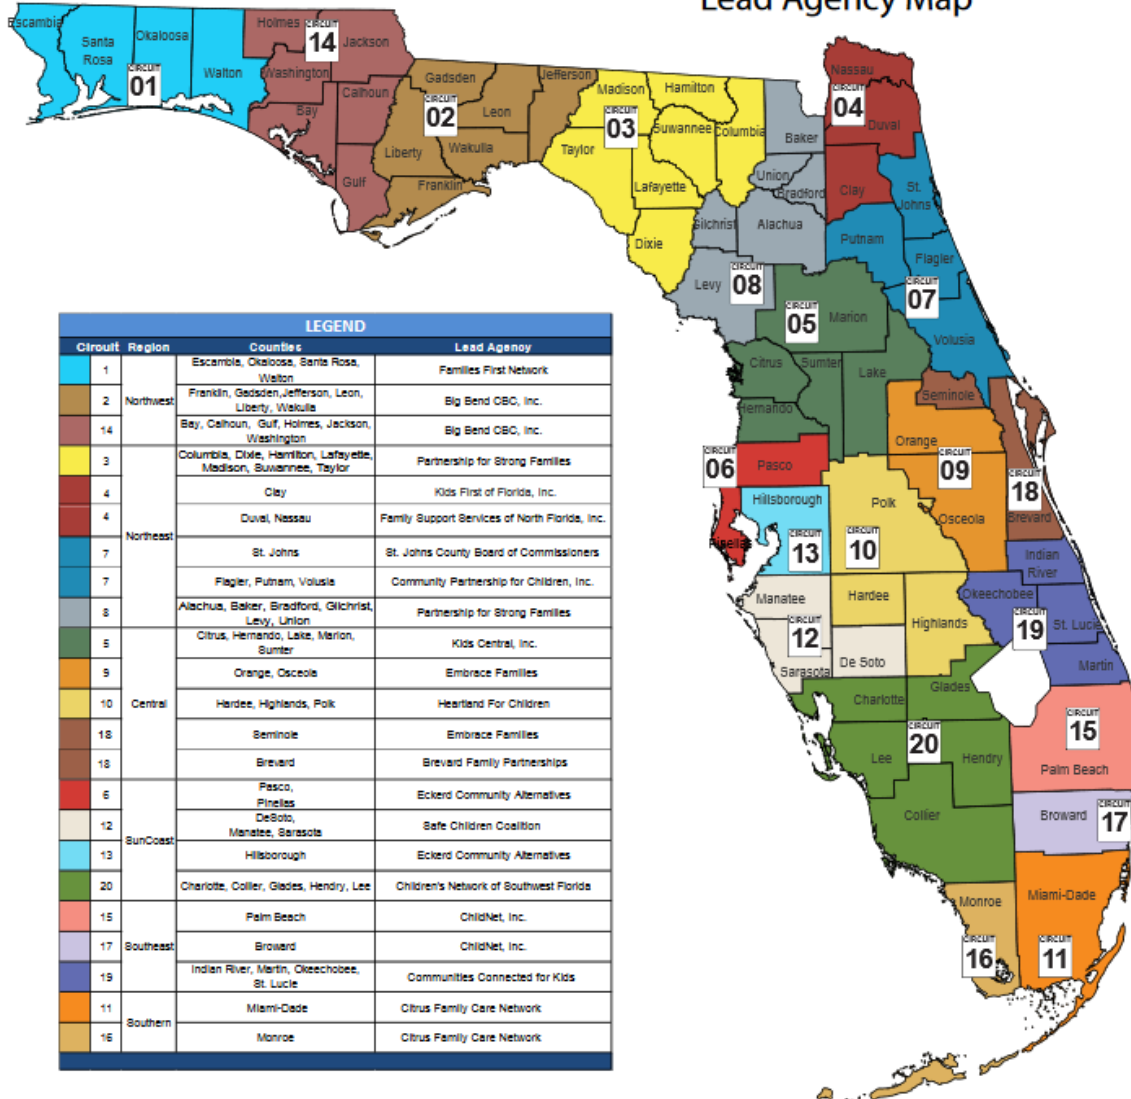 Lead Agency Map
Escambia
Santa
Rosa
Okaloosa
Walton
CIRCUIT
01
Holmes
CIRCUIT
14
Jackson
Washington
Calhoun
Bay
Gulf
Gadsden
Jefferson
CIRCUIT
02
Leon
Liberty
Wakulla
Franklin
Madison
Hamilton
CIRCUIT
03
Suwannee
Columbia
Taylor
Lafayette
Dixie
Nassau
CIRCUIT
04
Duval
Clay
Baker
Union
Bradford
Gilchrist
Alachua
Levy
CIRCUIT
08
St.
Johns
Putnam
Flagler
CIRCUIT
07
Volusia
CIRCUIT
05
Marion
Citrus
Sumter
Lake
Hernando
Seminole
Orange
CIRCUIT
09
Osceola
CIRCUIT
18
Brevard
CIRCUIT
06
Pasco
Pinellas
Hillsborough
CIRCUIT
13
Polk
CIRCUIT
10
Hardee
Highlands
Manatee
CIRCUIT
12
Sarasota
De Soto
Indian
River
Okeechobee
CIRCUIT
19
St. Lucie
Martin
Charlotte
Glades
CIRCUIT
20
Lee
Hendry
Collier
CIRCUIT
15
Palm Beach
Broward
CIRCUIT
17
Monroe
CIRCUIT
16
Miami-Dade
CIRCUIT
11
LEGEND
Circuit Region Counties Lead Agency
1 Escambia, Okaloosa, Santa Rosa,
Walton
Families First Network
Northwest
2 Franklin, Gadsden,Jefferson, Leon,
Liberty, Wakulla
Big Bend CBC, Inc.
14 Bay, Calhoun, Gulf, Holmes, Jackson,
Washington
Big Bend CBC, Inc.
3 Columbia, Dixie, Hamilton, Lafayette,
Madison, Suwannee, Taylor
Partnership for Strong Families
4 Clay Kids First of Florida, Inc.
4 Duval, Nassau Family Support Services of North Florida, Inc.
Northeast
7 St. Johns St. Johns County Board of Commissioners
7 Flagler, Putnam, Volusia Community Partnership for Children, Inc.
8 Alachua, Baker, Bradford, Gilchrist,
Levy, Union
Partnership for Strong Families
5 Citrus, Hernando, Lake, Marion,
Sumter
Kids Central, Inc.
9 Orange, Osceola Embrace Families
10 Central Hardee, Highlands, Polk Heartland For Children
18 Seminole Embrace Families
18 Brevard Brevard Family Partnerships
6 Pasco,
Pinellas
Eckerd Community Alternatives
12 DeSoto,
Manatee, Sarasota
Safe Children Coalition
SunCoast
13 Hillsborough Eckerd Community Alternatives
20 Charlotte, Collier, Glades, Hendry, Lee Children's Network of Southwest Florida
15 Palm Beach ChildNet, Inc.
17 Southeast Broward ChildNet, Inc.
19 Indian River, Martin, Okeechobee,
St. Lucie
Communities Connected for Kids
11 Miami-Dade Citrus Family Care Network
Southern
16 Monroe Citrus Family Care Network